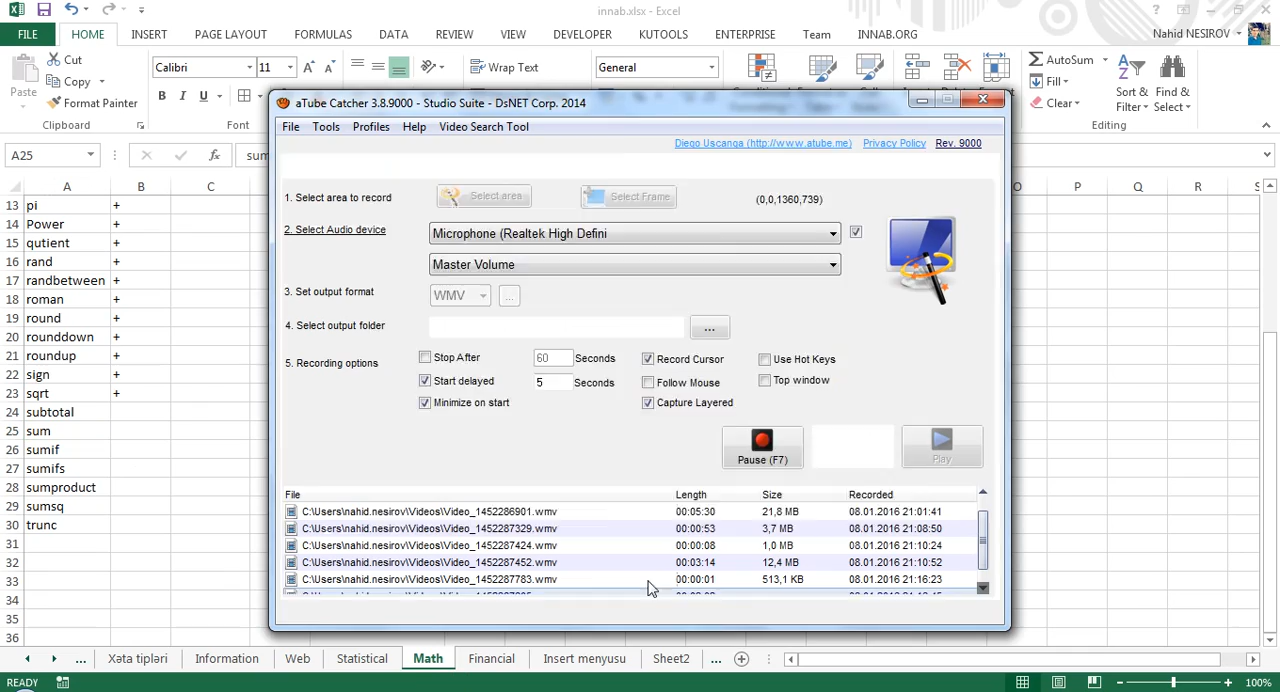 innab.xlsx - Excel
FILE HOME INSERT PAGE LAYOUT FORMULAS DATA REVIEW VIEW DEVELOPER KUTOOLS ENTERPRISE Team INNAB.ORG Nahid NESIROV
Paste
Cut
Copy
Format Painter
Clipboard
Calibri 11
B I U
Font
Wrap Text
General
AutoSum
Fill
Clear
Sort & Filter
Find & Select
Editing
A25 fx
A B C O P Q R
13 pi +
14 Power +
15 qutient +
16 rand +
17 randbetween +
18 roman +
19 round +
20 rounddown +
21 roundup +
22 sign +
23 sqrt +
24 subtotal
25 sum
26 sumif
27 sumifs
28 sumproduct
29 sumsq
30 trunc
31
32
33
34
35
36
aTube Catcher 3.8.9000 - Studio Suite - DsNET Corp. 2014
File Tools Profiles Help Video Search Tool
Diego Uscanga (http://www.atube.me) Privacy Policy Rev. 9000
1. Select area to record Select area Select Frame (0,0,1360,739)
2. Select Audio device Microphone (Realtek High Defini
Master Volume
3. Set output format WMV ...
4. Select output folder ...
5. Recording options
Stop After 60 Seconds Record Cursor Use Hot Keys
Start delayed 5 Seconds Follow Mouse Top window
Minimize on start Capture Layered
Pause (F7) Play
File Length Size Recorded
C:\Users\nahid.nesirov\Videos\Video_1452286901.wmv 00:05:30 21,8 MB 08.01.2016 21:01:41
C:\Users\nahid.nesirov\Videos\Video_1452287329.wmv 00:00:53 3,7 MB 08.01.2016 21:08:50
C:\Users\nahid.nesirov\Videos\Video_1452287424.wmv 00:00:08 1,0 MB 08.01.2016 21:10:24
C:\Users\nahid.nesirov\Videos\Video_1452287452.wmv 00:03:14 12,4 MB 08.01.2016 21:10:52
C:\Users\nahid.nesirov\Videos\Video_1452287783.wmv 00:00:01 513,1 KB 08.01.2016 21:16:23
... Xəta tipləri Information Web Statistical Math Financial Insert menyusu Sheet2 ...
READY 100%